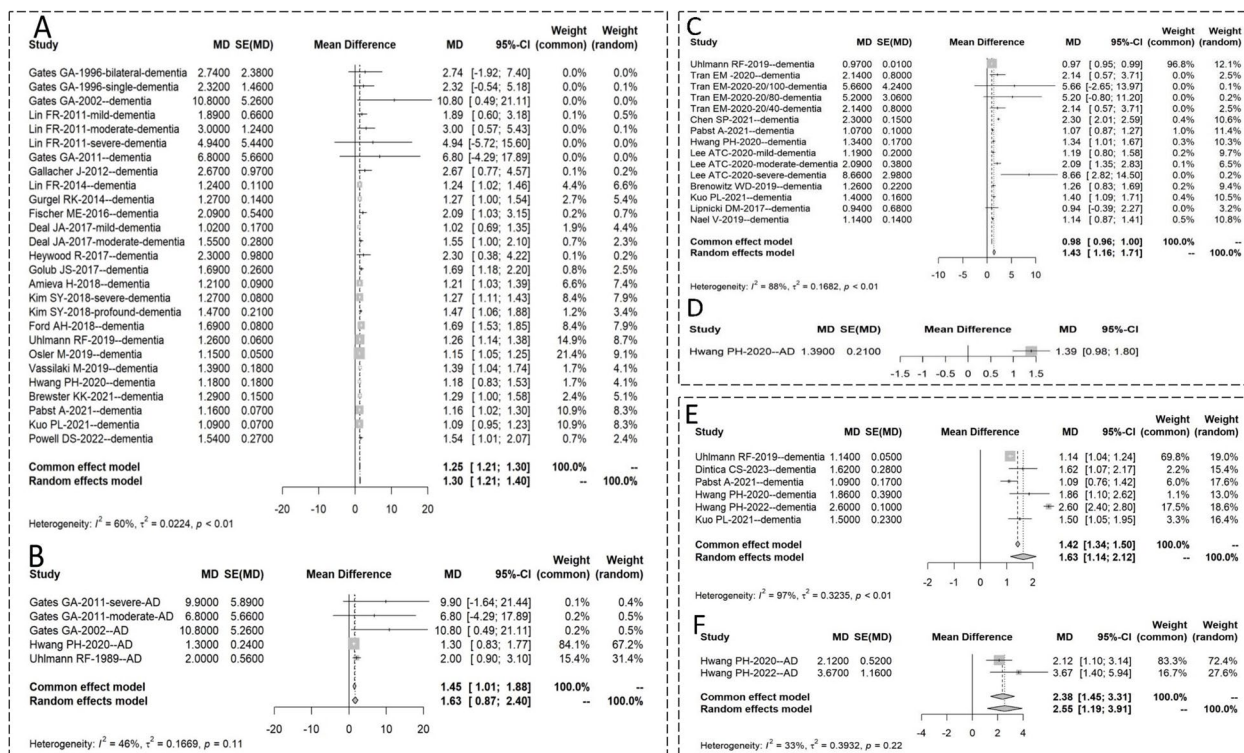 A
Study MD SE(MD) Mean Difference MD 95%-CI Weight (common) Weight (random)
Gates GA-1996-bilateral-dementia 2.7400 2.3800 2.74 [-1.92; 7.40] 0.0% 0.0%
Gates GA-1996-single-dementia 2.3200 1.4600 2.32 [-0.54; 5.18] 0.0% 0.0%
Gates GA-2002--dementia 10.8000 5.2600 10.80 [0.49; 21.11] 0.0% 0.0%
Lin FR-2011-mild-dementia 1.8900 0.6600 1.89 [0.60; 3.18] 0.1% 0.5%
Lin FR-2011-moderate-dementia 3.0000 1.2400 3.00 [0.57; 5.43] 0.0% 0.1%
Lin FR-2011-severe-dementia 4.9400 5.4400 4.94 [-5.72; 15.60] 0.0% 0.0%
Gates GA-2011--dementia 6.8000 5.6600 6.80 [-4.29; 17.89] 0.0% 0.0%
Gallacher J-2012--dementia 2.6700 0.9700 2.67 [0.77; 4.57] 0.1% 0.2%
Lin FR-2014--dementia 1.2400 0.1100 1.24 [1.02; 1.46] 4.4% 6.6%
Gurgel RK-2014--dementia 1.2700 0.1400 1.27 [1.00; 1.54] 2.7% 5.5%
Fischer ME-2016--dementia 2.0900 0.5400 2.09 [1.03; 3.15] 0.2% 0.7%
Deal JA-2017-mild-dementia 1.0200 0.1700 1.02 [0.69; 1.35] 1.9% 4.4%
Deal JA-2017-moderate-dementia 1.5500 0.2800 1.55 [1.00; 2.10] 0.7% 2.3%
Heywood R-2017--dementia 2.3000 0.9800 2.30 [0.38; 4.22] 0.1% 0.2%
Golub JS-2017--dementia 1.6900 0.2600 1.69 [1.18; 2.20] 0.8% 2.5%
Amieva H-2018--dementia 1.2100 0.0900 1.21 [1.03; 1.39] 6.6% 7.5%
Kim SY-2018-severe-dementia 1.2700 0.0800 1.27 [1.11; 1.43] 8.4% 7.9%
Kim SY-2018-profound-dementia 1.4700 0.2100 1.47 [1.06; 1.88] 1.2% 3.4%
Ford AH-2018--dementia 1.6900 0.0800 1.69 [1.53; 1.85] 8.4% 7.9%
Uhlmann RF-2019--dementia 1.2600 0.0600 1.26 [1.14; 1.38] 14.9% 8.7%
Osler M-2019--dementia 1.1500 0.0500 1.15 [1.05; 1.25] 21.4% 9.1%
Vassilaki M-2019--dementia 1.3900 0.1800 1.39 [1.04; 1.74] 1.7% 4.1%
Hwang PH-2020--dementia 1.1800 0.1800 1.18 [0.83; 1.53] 1.7% 4.1%
Brewster KK-2021--dementia 1.2900 0.1500 1.29 [1.00; 1.58] 2.4% 5.1%
Pabst A-2021--dementia 1.1600 0.0700 1.16 [1.02; 1.30] 10.9% 8.3%
Kuo PL-2021--dementia 1.0900 0.0700 1.09 [0.95; 1.23] 10.9% 8.3%
Powell DS-2022--dementia 1.5400 0.2700 1.54 [1.01; 2.07] 0.7% 2.4%
Common effect model 1.25 [1.21; 1.30] 100.0% --
Random effects model 1.30 [1.21; 1.40] -- 100.0%
-20 -10 0 10 20
Heterogeneity: I² = 60%, τ² = 0.0224, p < 0.01
B
Study MD SE(MD) Mean Difference MD 95%-CI Weight (common) Weight (random)
Gates GA-2011-severe-AD 9.9000 5.8900 9.90 [-1.64; 21.44] 0.1% 0.4%
Gates GA-2011-moderate-AD 6.8000 5.6600 6.80 [-4.29; 17.89] 0.2% 0.5%
Gates GA-2002--AD 10.8000 5.2600 10.80 [0.49; 21.11] 0.2% 0.5%
Hwang PH-2020--AD 1.3000 0.2400 1.30 [0.83; 1.77] 84.1% 67.2%
Uhlmann RF-1989--AD 2.0000 0.5600 2.00 [0.90; 3.10] 15.4% 31.4%
Common effect model 1.45 [1.01; 1.88] 100.0% --
Random effects model 1.63 [0.87; 2.40] -- 100.0%
-20 -10 0 10 20
Heterogeneity: I² = 46%, τ² = 0.1669, p = 0.11
C
Study MD SE(MD) Mean Difference MD 95%-CI Weight (common) Weight (random)
Uhlmann RF-2019--dementia 0.9700 0.0100 0.97 [0.95; 0.99] 96.8% 12.1%
Tran EM -2020--dementia 2.1400 0.8000 2.14 [0.57; 3.71] 0.0% 2.5%
Tran EM-2020-20/100-dementia 5.6600 4.2400 5.66 [-2.65; 13.97] 0.0% 0.1%
Tran EM-2020-20/80-dementia 5.2000 3.0600 5.20 [-0.80; 11.20] 0.0% 0.2%
Tran EM-2020-20/40-dementia 2.1400 0.8000 2.14 [0.57; 3.71] 0.0% 2.5%
Chen SP-2021--dementia 2.3000 0.1500 2.30 [2.01; 2.59] 0.4% 10.6%
Pabst A-2021--dementia 1.0700 0.1000 1.07 [0.87; 1.27] 1.0% 11.4%
Hwang PH-2020--dementia 1.3400 0.1700 1.34 [1.01; 1.67] 0.3% 10.3%
Lee ATC-2020-mild-dementia 1.1900 0.2000 1.19 [0.80; 1.58] 0.2% 9.7%
Lee ATC-2020-moderate-dementia 2.0900 0.3800 2.09 [1.35; 2.83] 0.1% 6.5%
Lee ATC-2020-severe-dementia 8.6600 2.9800 8.66 [2.82; 14.50] 0.0% 0.2%
Brenowitz WD-2019--dementia 1.2600 0.2200 1.26 [0.83; 1.69] 0.2% 9.4%
Kuo PL-2021--dementia 1.4000 0.1600 1.40 [1.09; 1.71] 0.4% 10.5%
Lipnicki DM-2017--dementia 0.9400 0.6800 0.94 [-0.39; 2.27] 0.0% 3.2%
Nael V-2019--dementia 1.1400 0.1400 1.14 [0.87; 1.41] 0.5% 10.8%
Common effect model 0.98 [0.96; 1.00] 100.0% --
Random effects model 1.43 [1.16; 1.71] -- 100.0%
-10 -5 0 5 10
Heterogeneity: I² = 88%, τ² = 0.1682, p < 0.01
D
Study MD SE(MD) Mean Difference MD 95%-CI
Hwang PH-2020--AD 1.3900 0.2100 1.39 [0.98; 1.80]
-1.5 -1 -0.5 0 0.5 1 1.5
E
Study MD SE(MD) Mean Difference MD 95%-CI Weight (common) Weight (random)
Uhlmann RF-2019--dementia 1.1400 0.0500 1.14 [1.04; 1.24] 69.8% 19.0%
Dintica CS-2023--dementia 1.6200 0.2800 1.62 [1.07; 2.17] 2.2% 15.4%
Pabst A-2021--dementia 1.0900 0.1700 1.09 [0.76; 1.42] 6.0% 17.6%
Hwang PH-2020--dementia 1.8600 0.3900 1.86 [1.10; 2.62] 1.1% 13.0%
Hwang PH-2022--dementia 2.6000 0.1000 2.60 [2.40; 2.80] 17.5% 18.6%
Kuo PL-2021--dementia 1.5000 0.2300 1.50 [1.05; 1.95] 3.3% 16.4%
Common effect model 1.42 [1.34; 1.50] 100.0% --
Random effects model 1.63 [1.14; 2.12] -- 100.0%
-2 -1 0 1 2
Heterogeneity: I² = 97%, τ² = 0.3235, p < 0.01
F
Study MD SE(MD) Mean Difference MD 95%-CI Weight (common) Weight (random)
Hwang PH-2020--AD 2.1200 0.5200 2.12 [1.10; 3.14] 83.3% 72.4%
Hwang PH-2022--AD 3.6700 1.1600 3.67 [1.40; 5.94] 16.7% 27.6%
Common effect model 2.38 [1.45; 3.31] 100.0% --
Random effects model 2.55 [1.19; 3.91] -- 100.0%
-4 -2 0 2 4
Heterogeneity: I² = 33%, τ² = 0.3932, p = 0.22